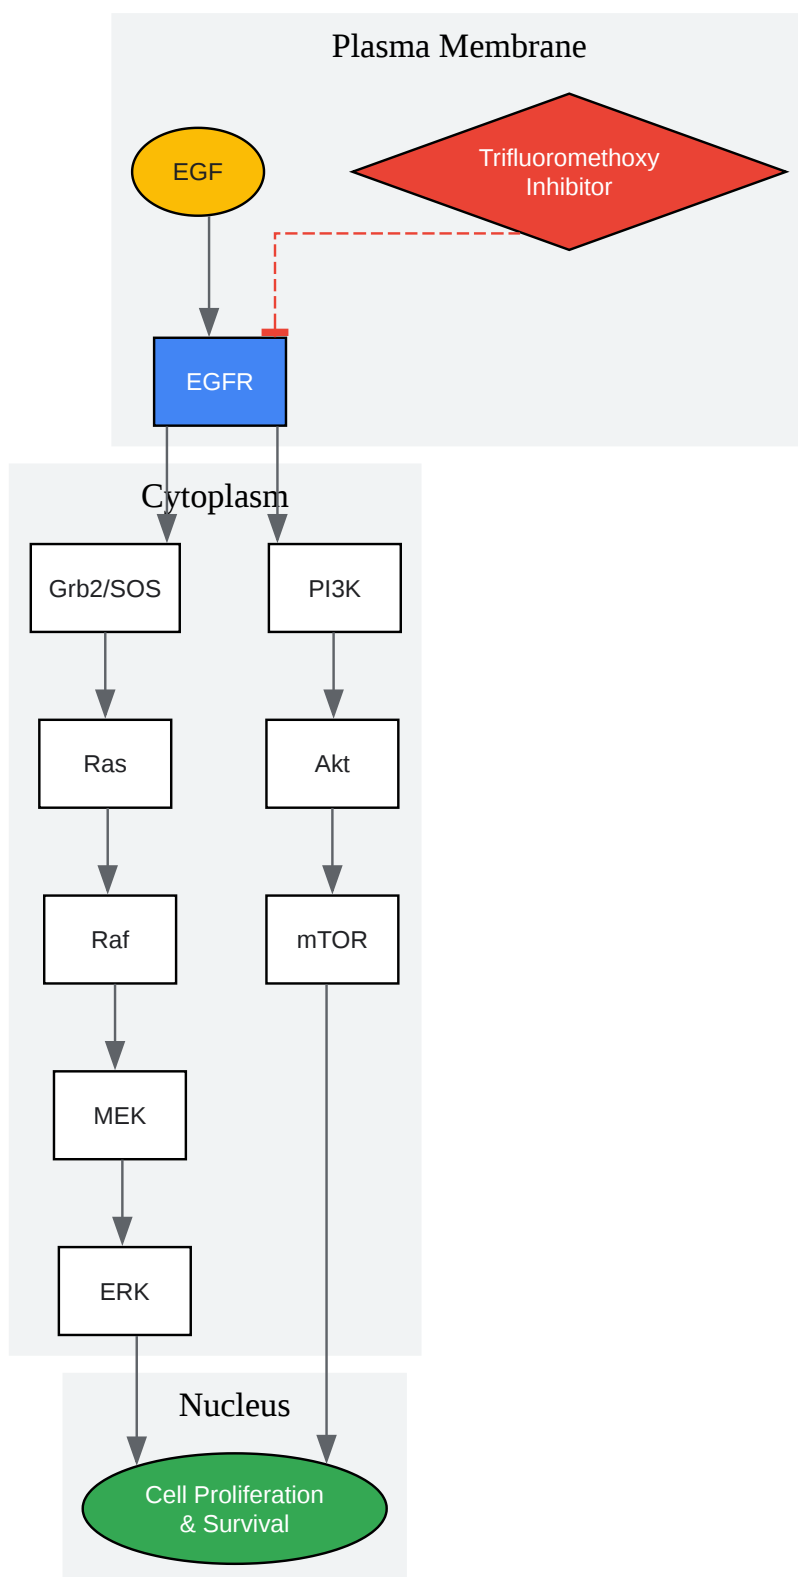 Plasma Membrane
EGF
Trifluoromethoxy
Inhibitor
EGFR
Cytoplasm
Grb2/SOS
PI3K
Ras
Akt
Raf
mTOR
MEK
ERK
Nucleus
Cell Proliferation
& Survival